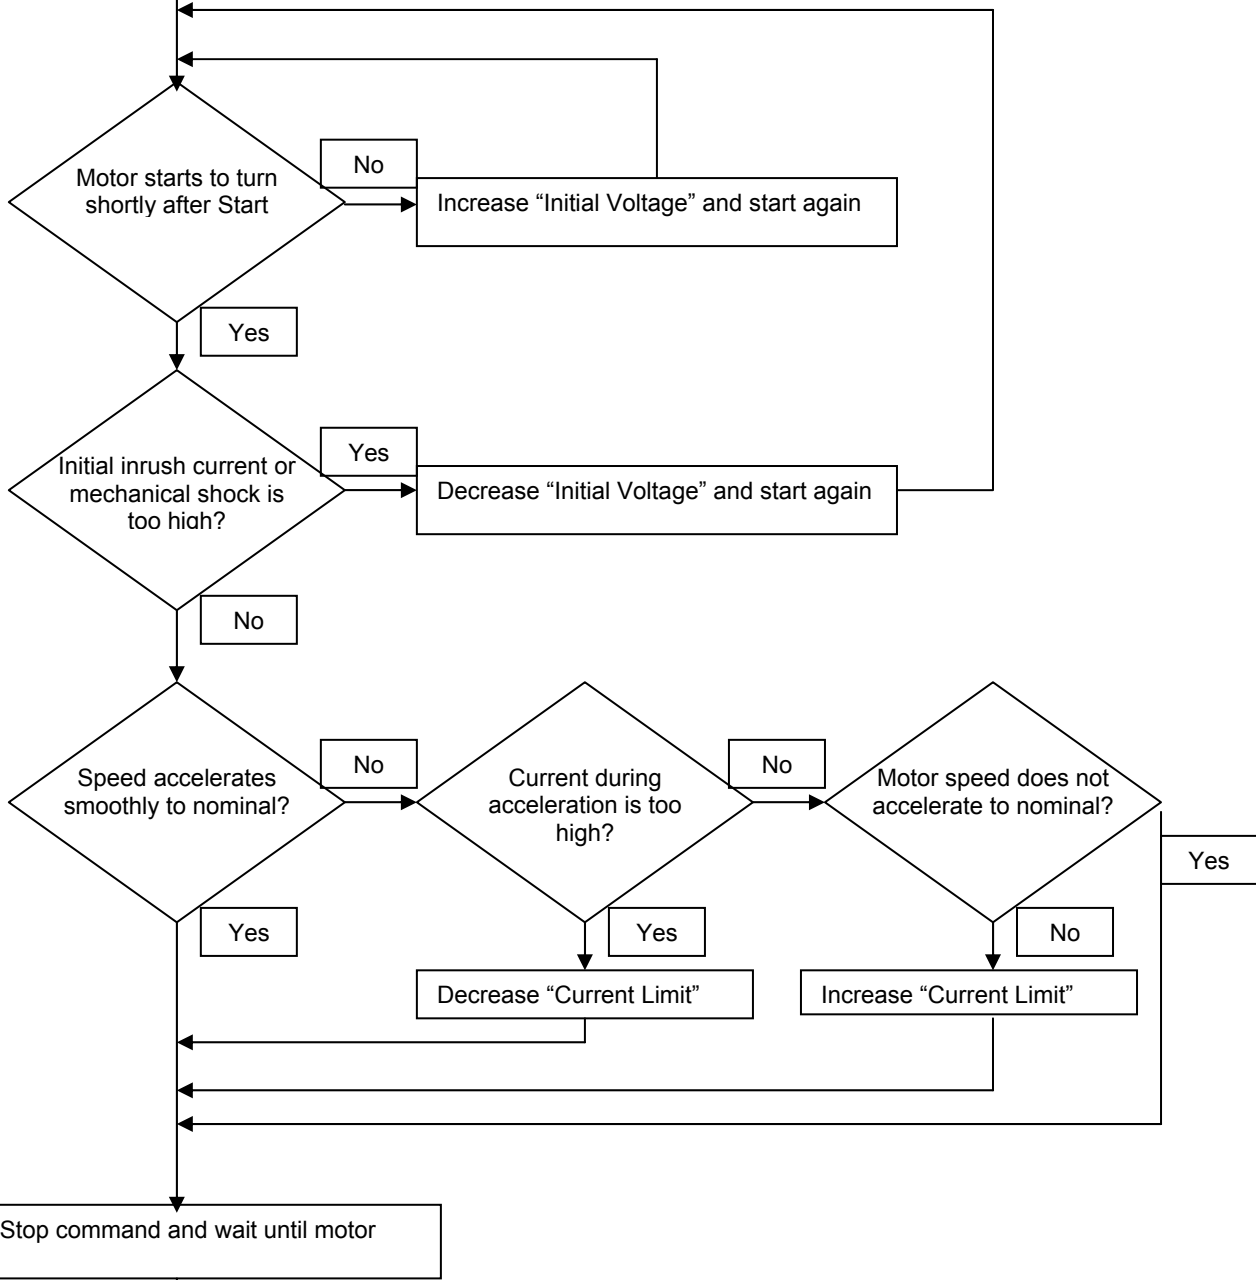 No
Motor starts to turn
shortly after Start
Increase “Initial Voltage” and start again
Yes
Yes
Initial inrush current or
mechanical shock is
too high?
Decrease “Initial Voltage” and start again
No
No
No
Speed accelerates
smoothly to nominal?
Current during
acceleration is too
high?
Motor speed does not
accelerate to nominal?
Yes
Yes
Yes
No
Decrease “Current Limit”
Increase “Current Limit”
Stop command and wait until motor